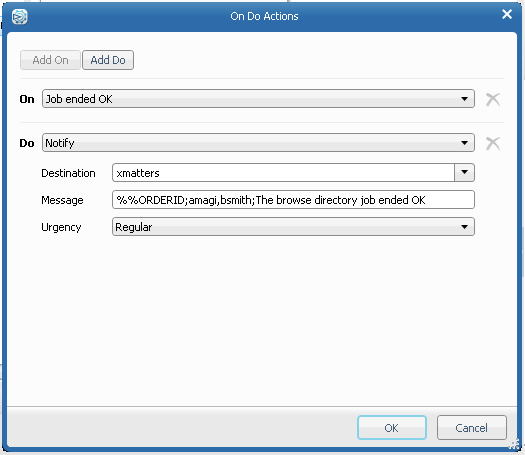 On Do Actions
Add On Add Do
On Job ended OK
Do Notify
Destination xmatters
Message %%ORDERID;amagi,bsmith;The browse directory job ended OK
Urgency Regular
OK Cancel